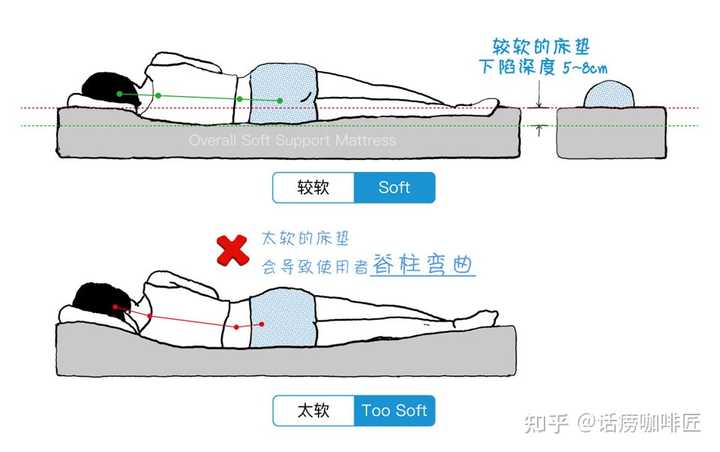 较软的床垫
下陷深度 5~8cm
Overall Soft Support Mattress
较软 Soft
太软的床垫
会导致使用者脊柱弯曲
太软 Too Soft
知乎 @话痨咖啡匠